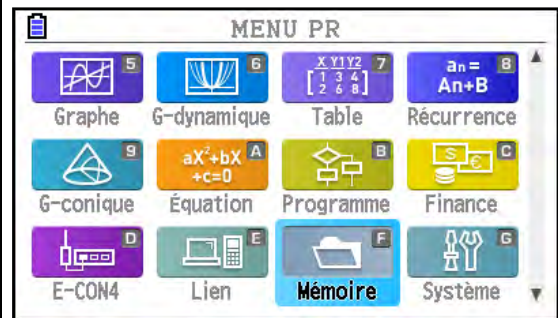 MENU PR
5 6 X Y1Y2 7 an= 8
1 3 4
2 6 8 An+B
Graphe G-dynamique Table Récurrence
9 aX²+bX A B $ € C
+c=0
G-conique Équation Programme Finance
D E F G
E-CON4 Lien Mémoire Système